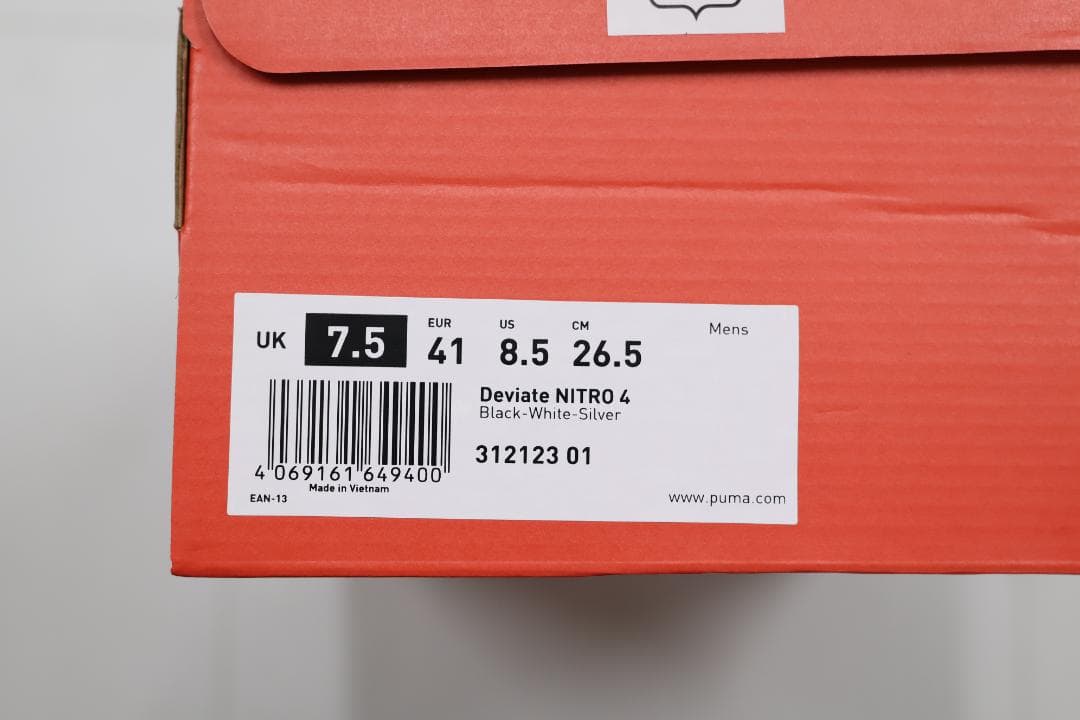 UK 7.5
EUR 41
US 8.5
CM 26.5
Mens
Deviate NITRO 4
Black-White-Silver
312123 01
4 069161 649400
Made in Vietnam
EAN-13
www.puma.com